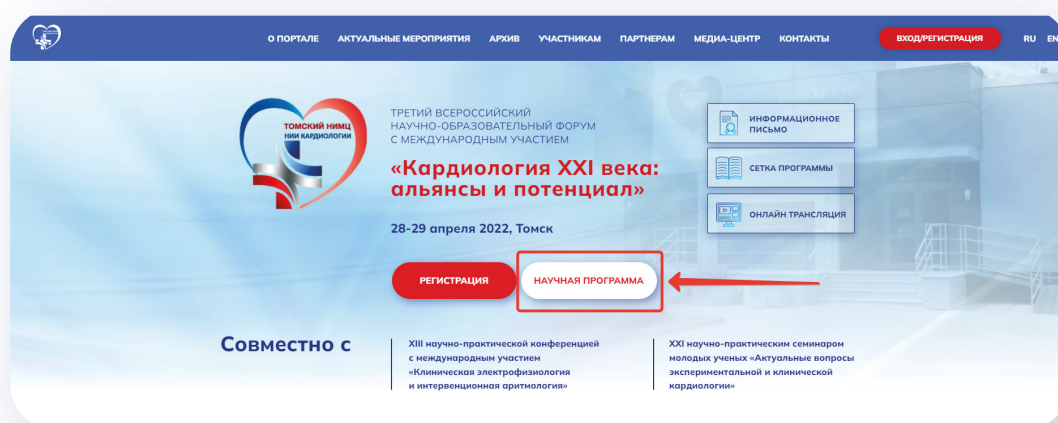 О ПОРТАЛЕ АКТУАЛЬНЫЕ МЕРОПРИЯТИЯ АРХИВ УЧАСТНИКАМ ПАРТНЕРАМ МЕДИА-ЦЕНТР КОНТАКТЫ ВХОД/РЕГИСТРАЦИЯ RU EN
ТОМСКИЙ НИМЦ
НИИ КАРДИОЛОГИИ
ТРЕТИЙ ВСЕРОССИЙСКИЙ
НАУЧНО-ОБРАЗОВАТЕЛЬНЫЙ ФОРУМ
С МЕЖДУНАРОДНЫМ УЧАСТИЕМ
«Кардиология XXI века:
альянсы и потенциал»
28-29 апреля 2022, Томск
ИНФОРМАЦИОННОЕ
ПИСЬМО
СЕТКА ПРОГРАММЫ
ОНЛАЙН ТРАНСЛЯЦИЯ
РЕГИСТРАЦИЯ
НАУЧНАЯ ПРОГРАММА
Совместно с
XIII научно-практической конференцией
с международным участием
«Клиническая электрофизиология
и интервенционная аритмология»
XXI научно-практическим семинаром
молодых ученых «Актуальные вопросы
экспериментальной и клинической
кардиологии»